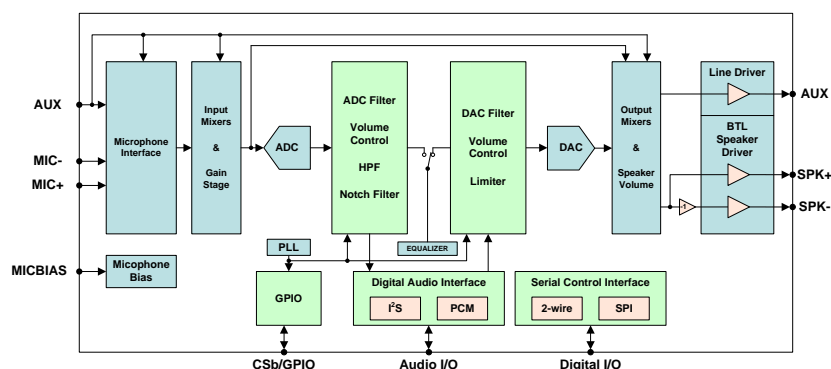 AUX
MIC-
MIC+
MICBIAS
Microphone
Interface
Micophone
Bias
Input
Mixers
&
Gain
Stage
ADC
ADC Filter
Volume
Control
HPF
Notch Filter
PLL
EQUALIZER
DAC Filter
Volume
Control
Limiter
DAC
Output
Mixers
&
Speaker
Volume
Line Driver
BTL
Speaker
Driver
-1
AUX
SPK+
SPK-
GPIO
Digital Audio Interface
I²S
PCM
Serial Control Interface
2-wire
SPI
CSb/GPIO
Audio I/O
Digital I/O